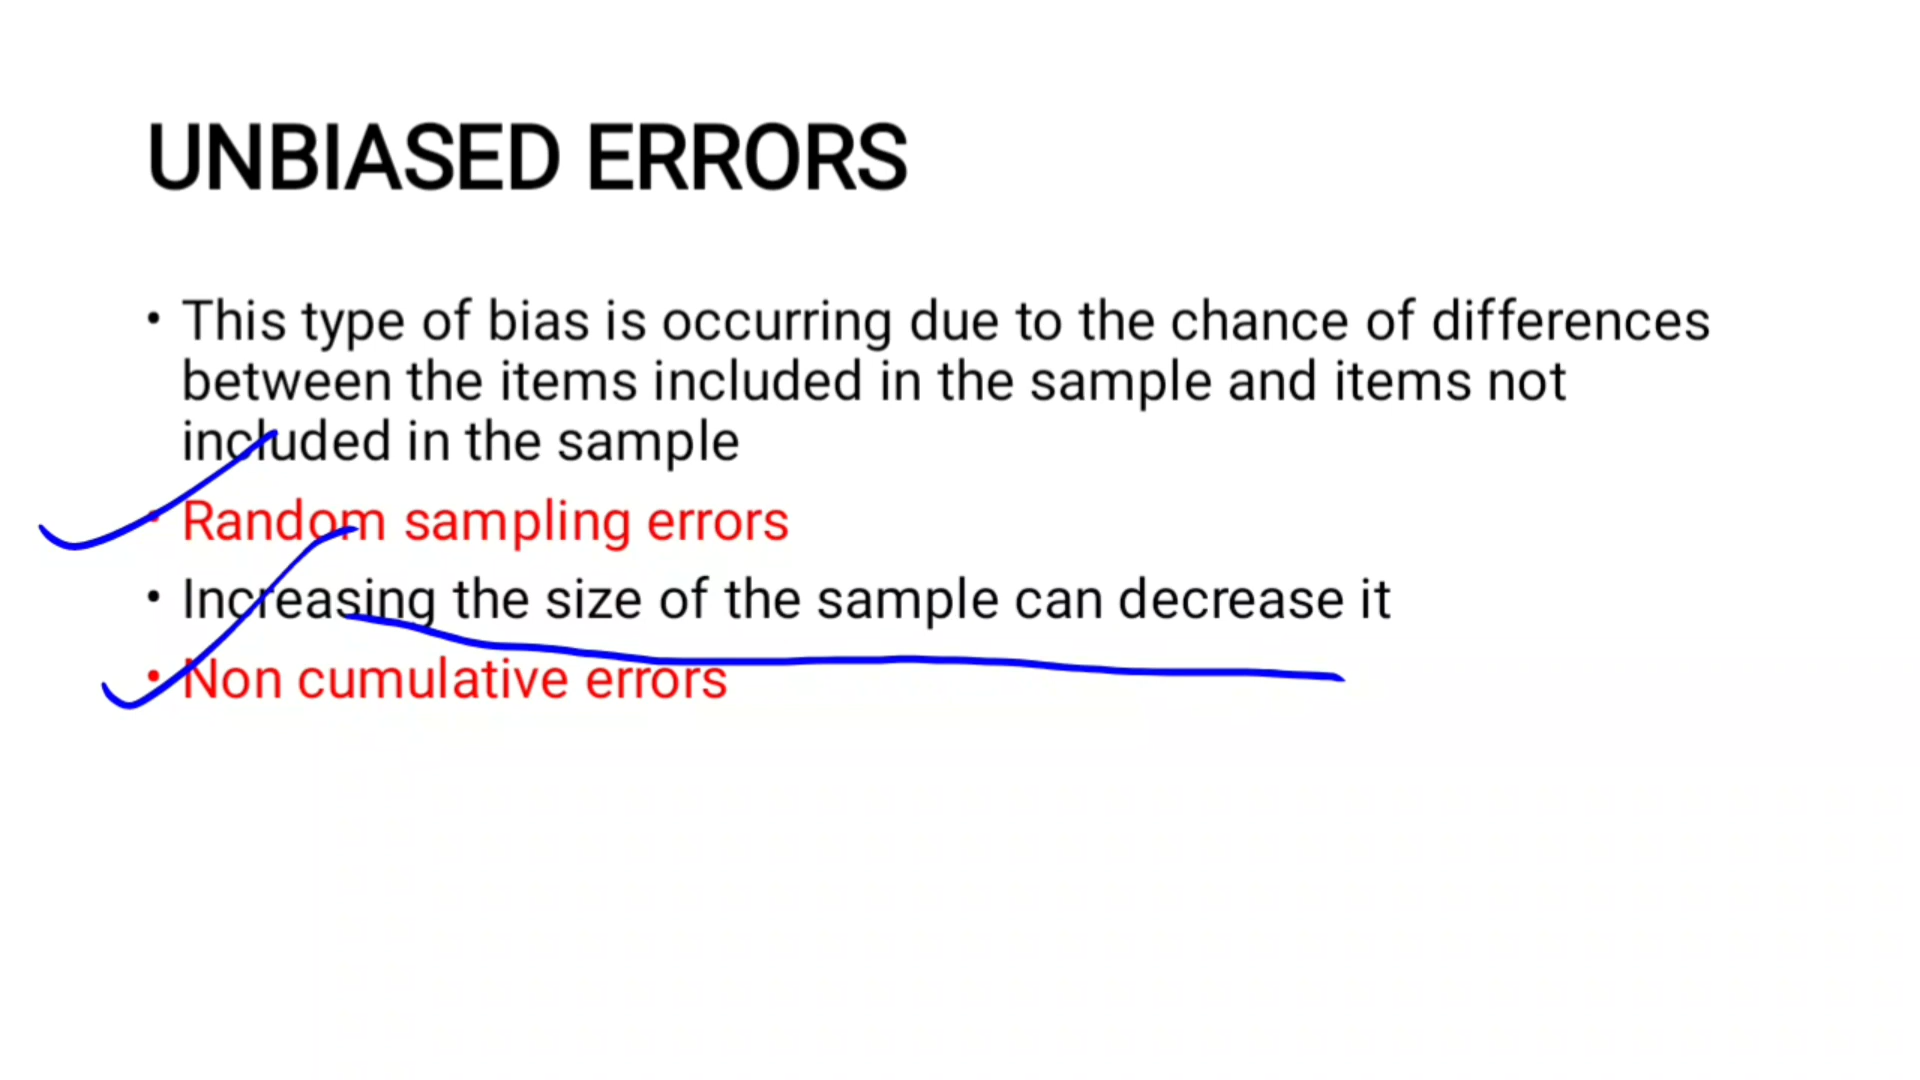 UNBIASED ERRORS
• This type of bias is occurring due to the chance of differences
between the items included in the sample and items not
included in the sample
• Random sampling errors
• Increasing the size of the sample can decrease it
• Non cumulative errors